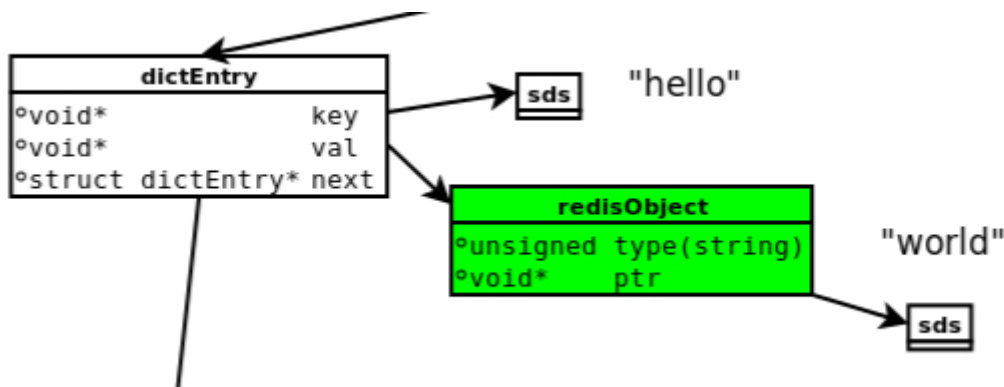 dictEntry
void* key
void* val
struct dictEntry* next
sds
"hello"
redisObject
unsigned type(string)
void* ptr
"world"
sds